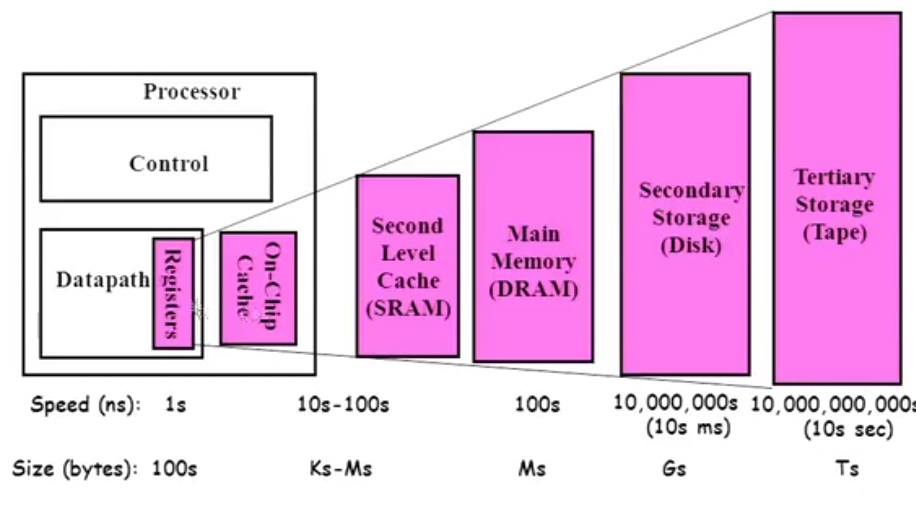 Processor
Control
Datapath
Registers
On-Chip
Cache
Second
Level
Cache
(SRAM)
Main
Memory
(DRAM)
Secondary
Storage
(Disk)
Tertiary
Storage
(Tape)
Speed (ns): 1s 10s-100s 100s 10,000,000s 10,000,000,000s
(10s ms) (10s sec)
Size (bytes): 100s Ks-Ms Ms Gs Ts